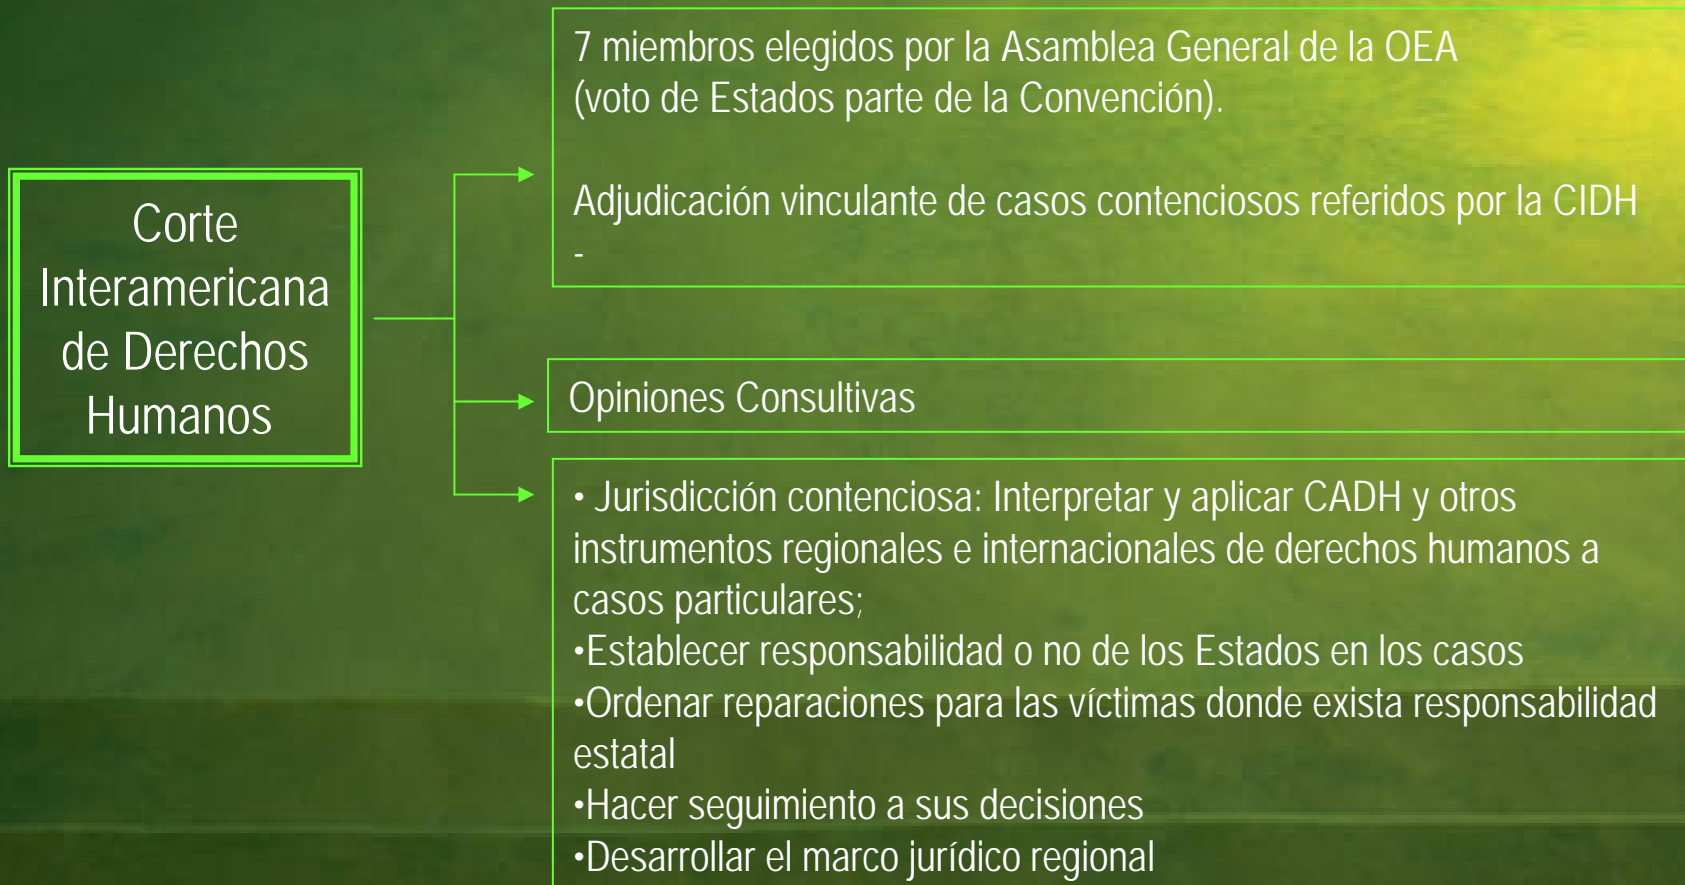 Corte
Interamericana
de Derechos
Humanos
7 miembros elegidos por la Asamblea General de la OEA
(voto de Estados parte de la Convención).
Adjudicación vinculante de casos contenciosos referidos por la CIDH
-
Opiniones Consultivas
• Jurisdicción contenciosa: Interpretar y aplicar CADH y otros
instrumentos regionales e internacionales de derechos humanos a
casos particulares;
•Establecer responsabilidad o no de los Estados en los casos
•Ordenar reparaciones para las víctimas donde exista responsabilidad
estatal
•Hacer seguimiento a sus decisiones
•Desarrollar el marco jurídico regional